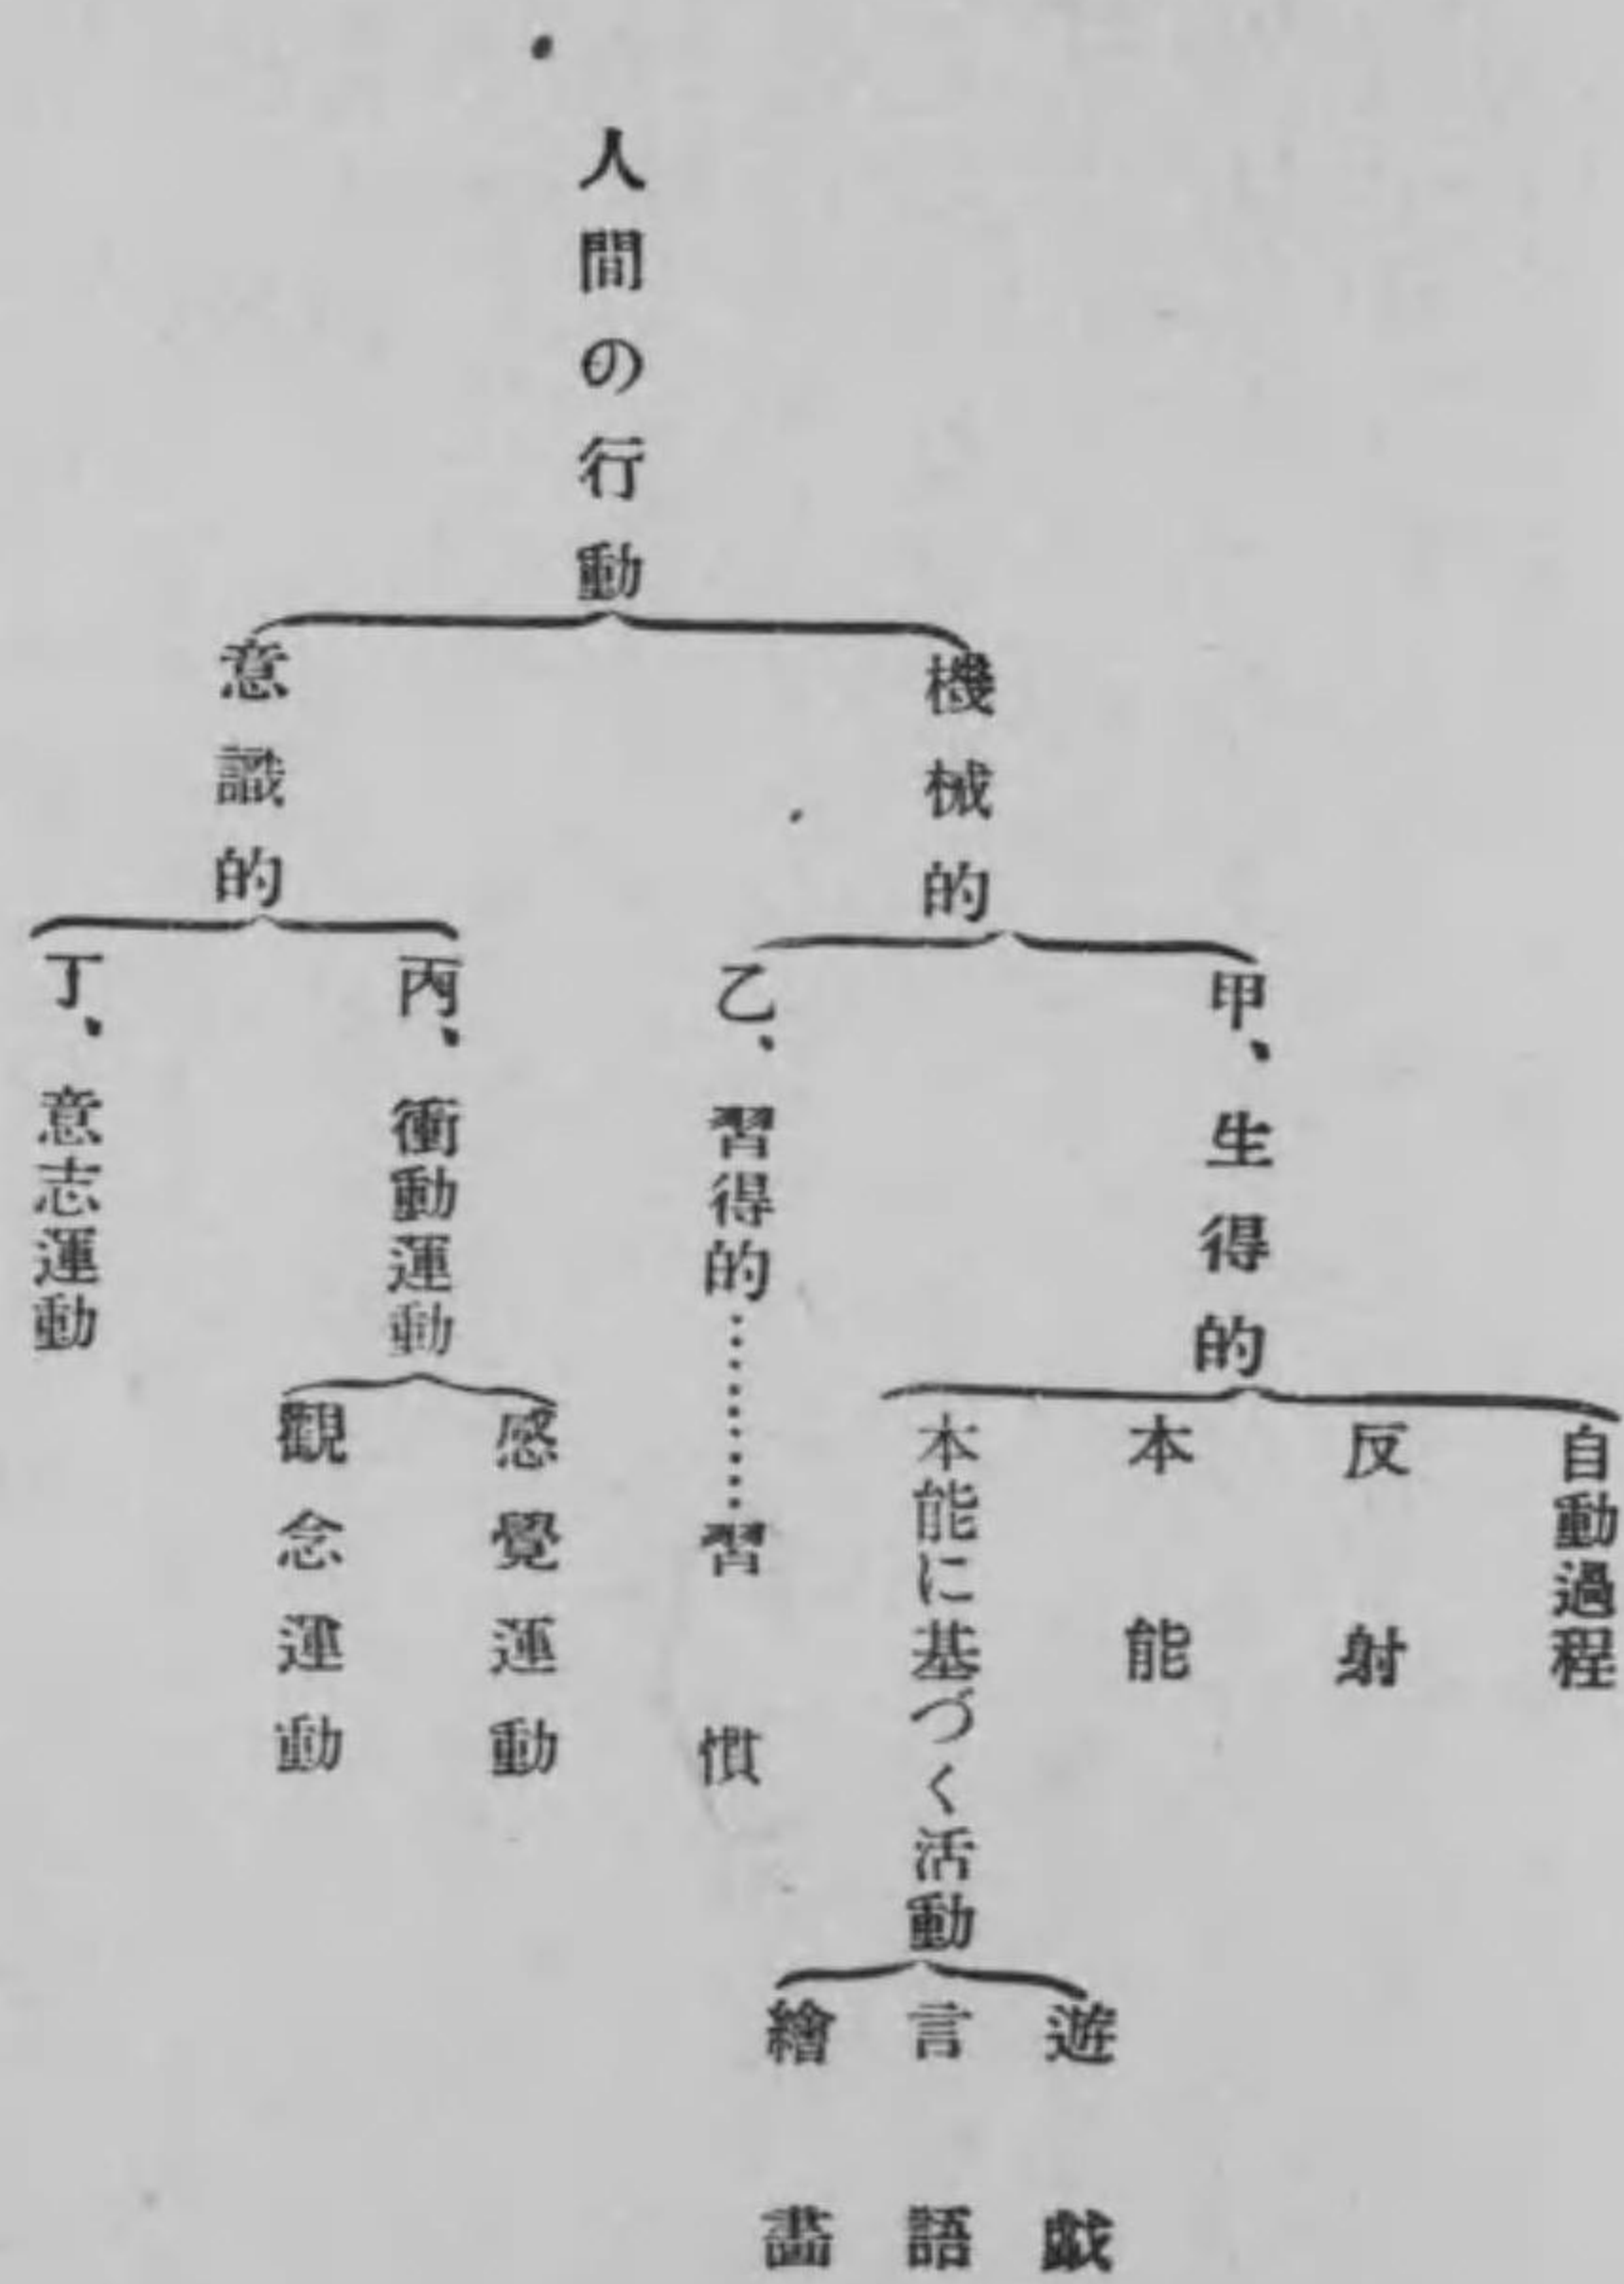 人間の行動
機械的
甲、生得的
自動過程
反射
本能
本能に基づく活動
遊戯
言語
繪畫
乙、習得的………習慣
意識的
丙、衝動運動
感覺運動
觀念運動
丁、意志運動